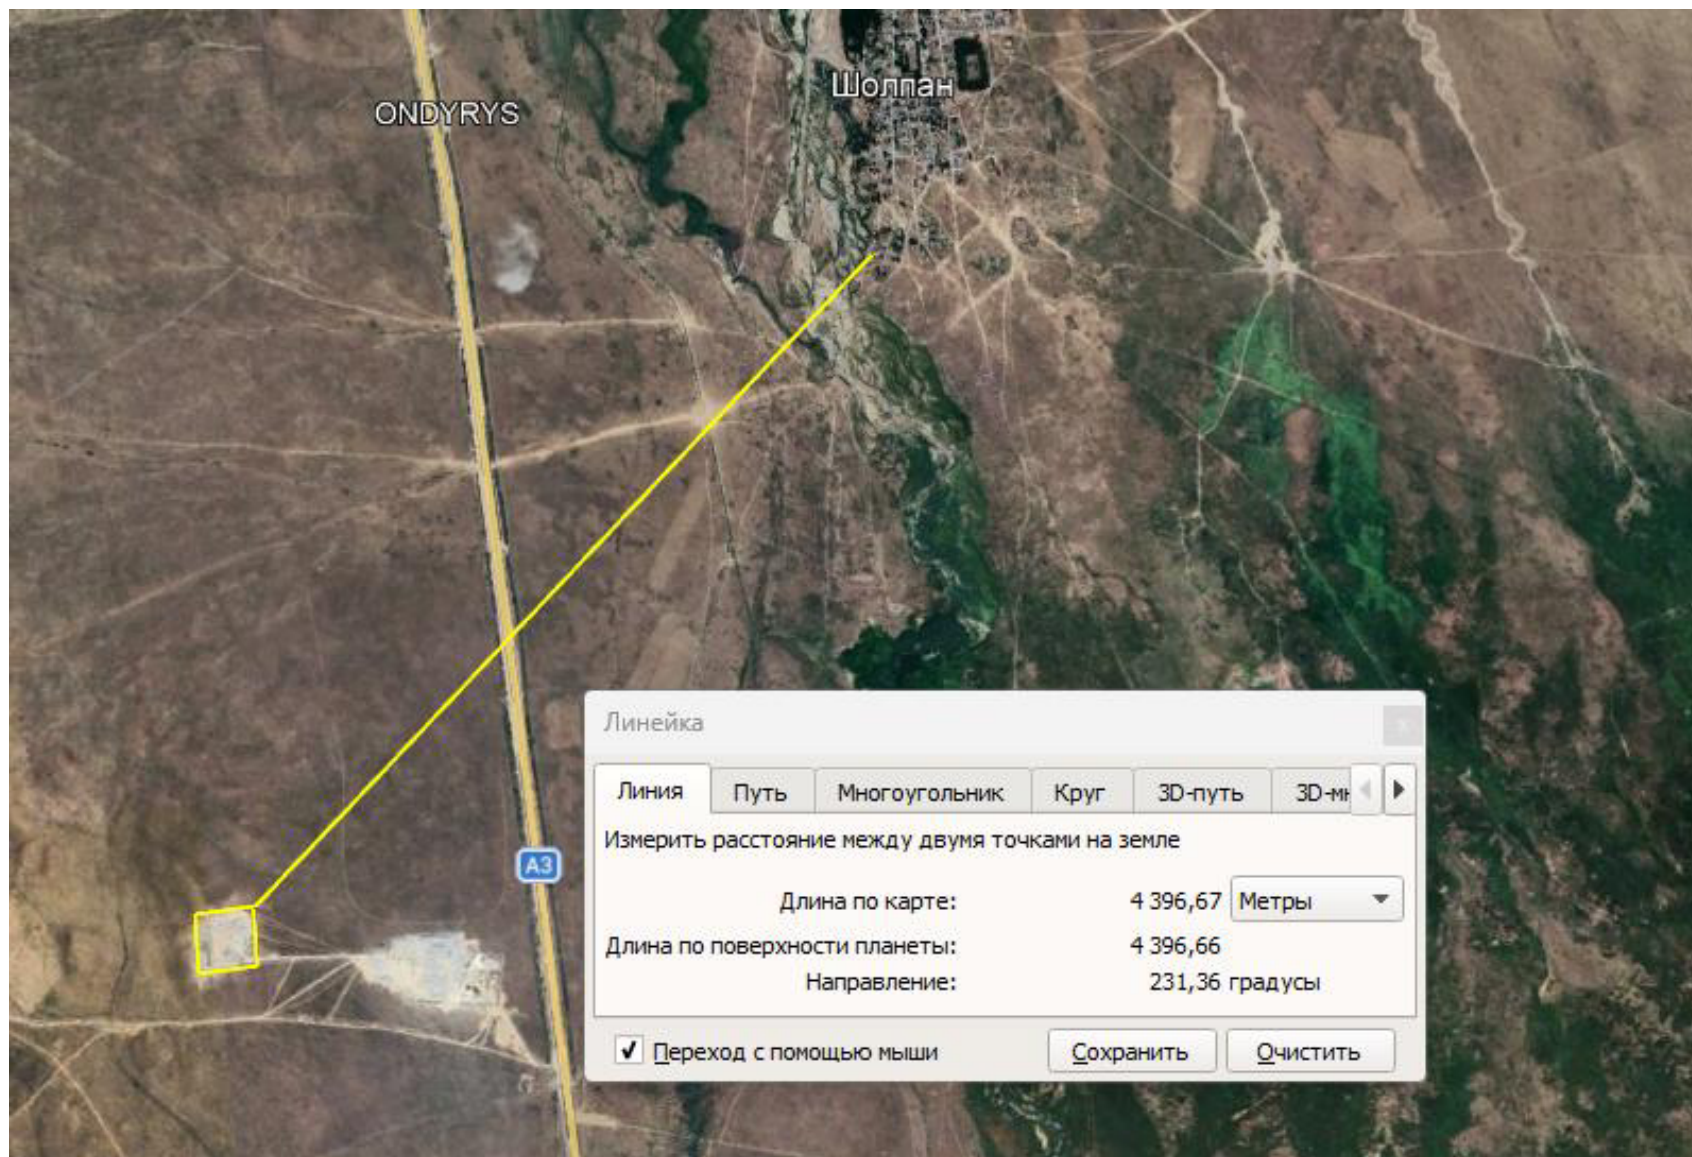 Шолпан
ONDYRYS
A3
Линейка
Линия Путь Многоугольник Круг 3D-путь 3D-мн
Измерить расстояние между двумя точками на земле
Длина по карте: 4 396,67 Метры
Длина по поверхности планеты: 4 396,66
Направление: 231,36 градусы
Переход с помощью мыши Сохранить Очистить